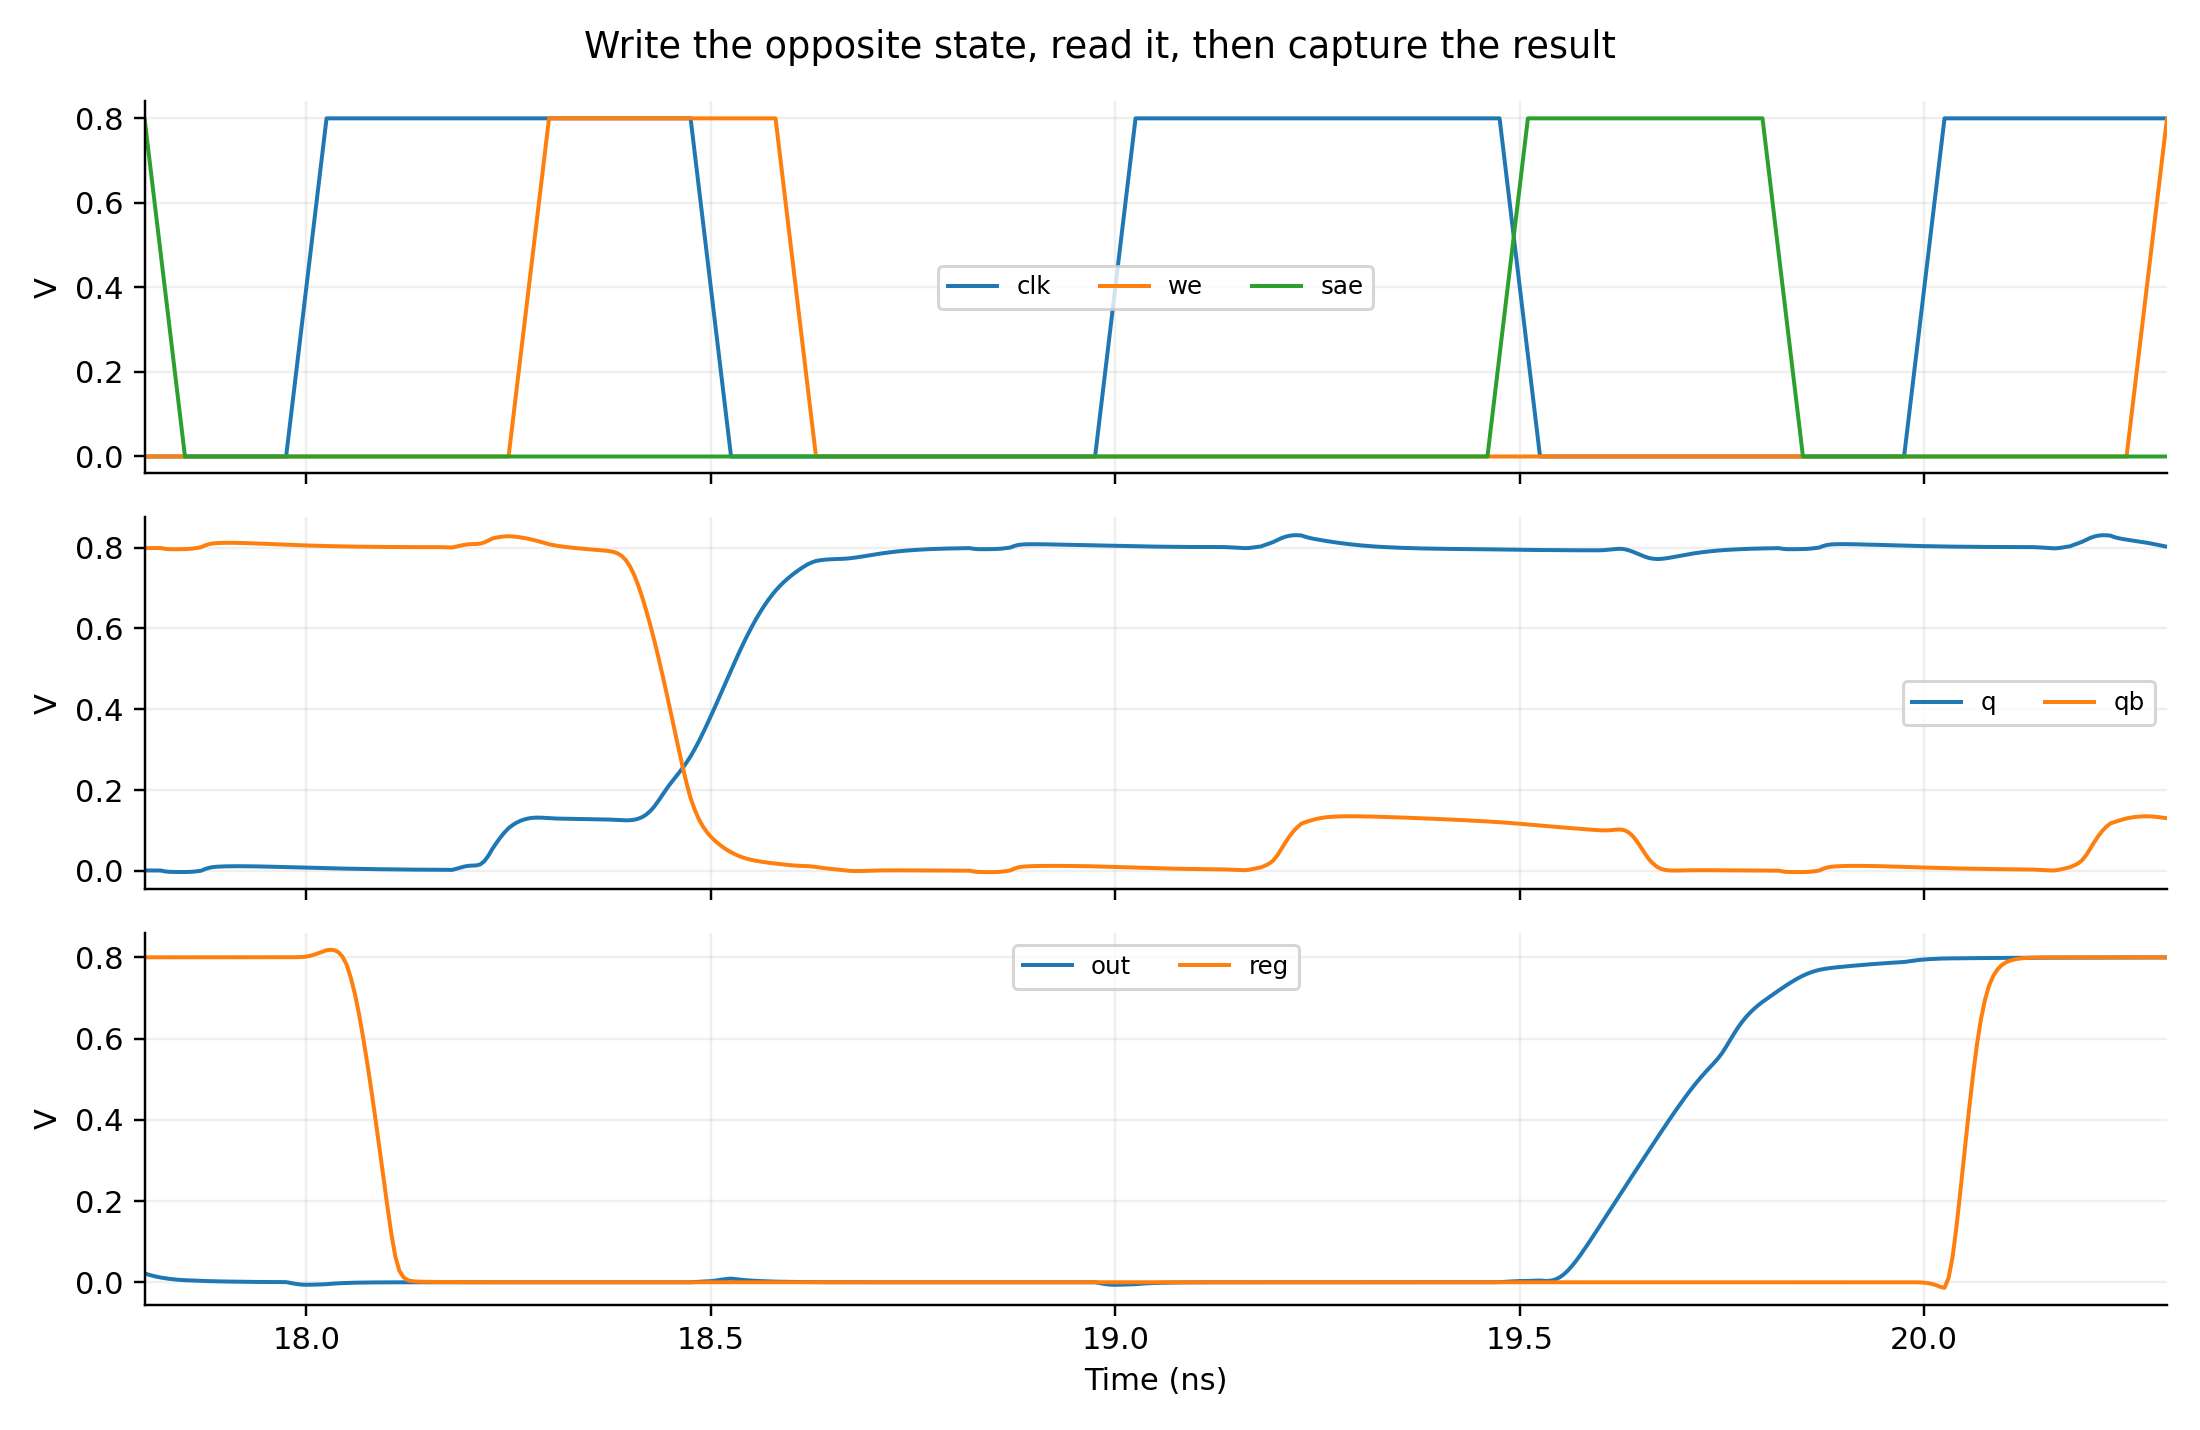 Write the opposite state, read it, then capture the result
0.8
0.6
0.4
0.2
0.0
V
clk we sae
0.8
0.6
0.4
0.2
0.0
V
q qb
0.8
0.6
0.4
0.2
0.0
V
out reg
18.0 18.5 19.0 19.5 20.0
Time (ns)